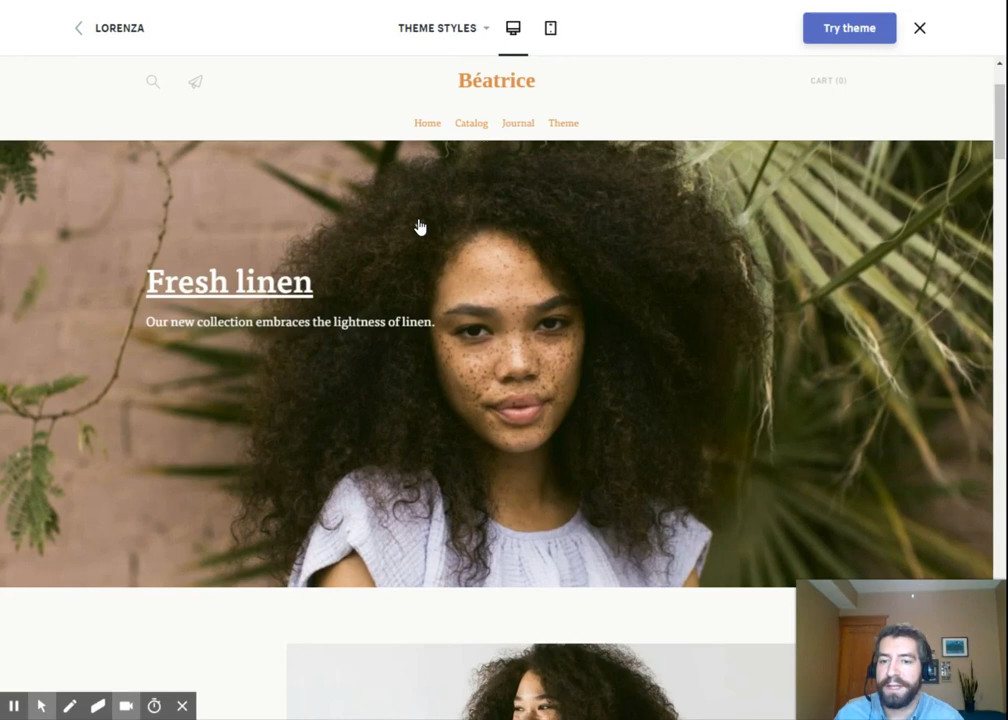 LORENZA
THEME STYLES
Try theme
Béatrice
CART (0)
Home Catalog Journal Theme
Fresh linen
Our new collection embraces the lightness of linen.